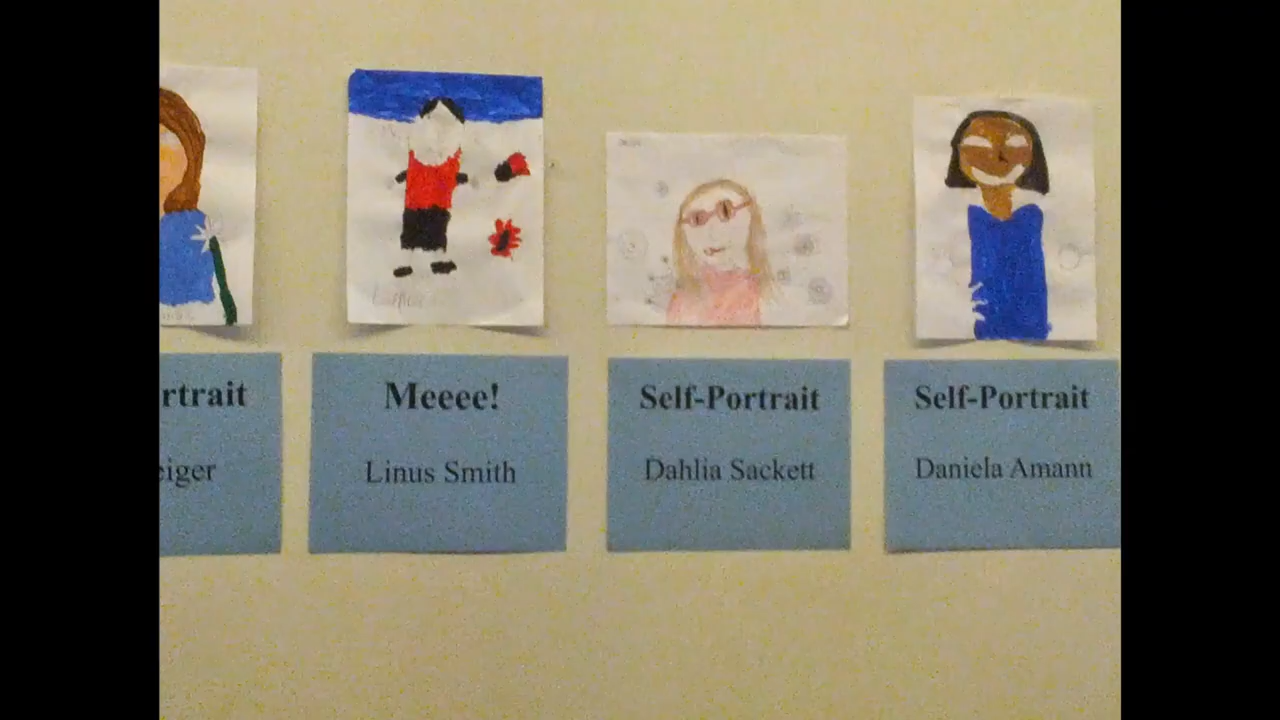 rtrait
eiger
Meeee!
Linus Smith
Self-Portrait
Dahlia Sackett
Self-Portrait
Daniela Amann